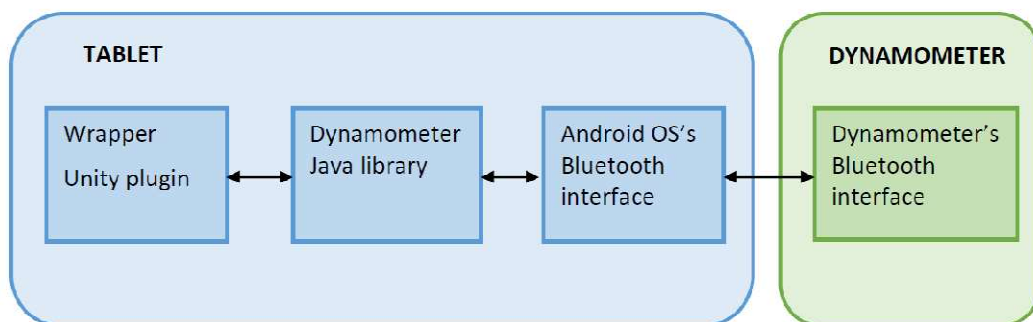 TABLET
DYNAMOMETER
Wrapper
Unity plugin
Dynamometer
Java library
Android OS's
Bluetooth
interface
Dynamometer's
Bluetooth
interface